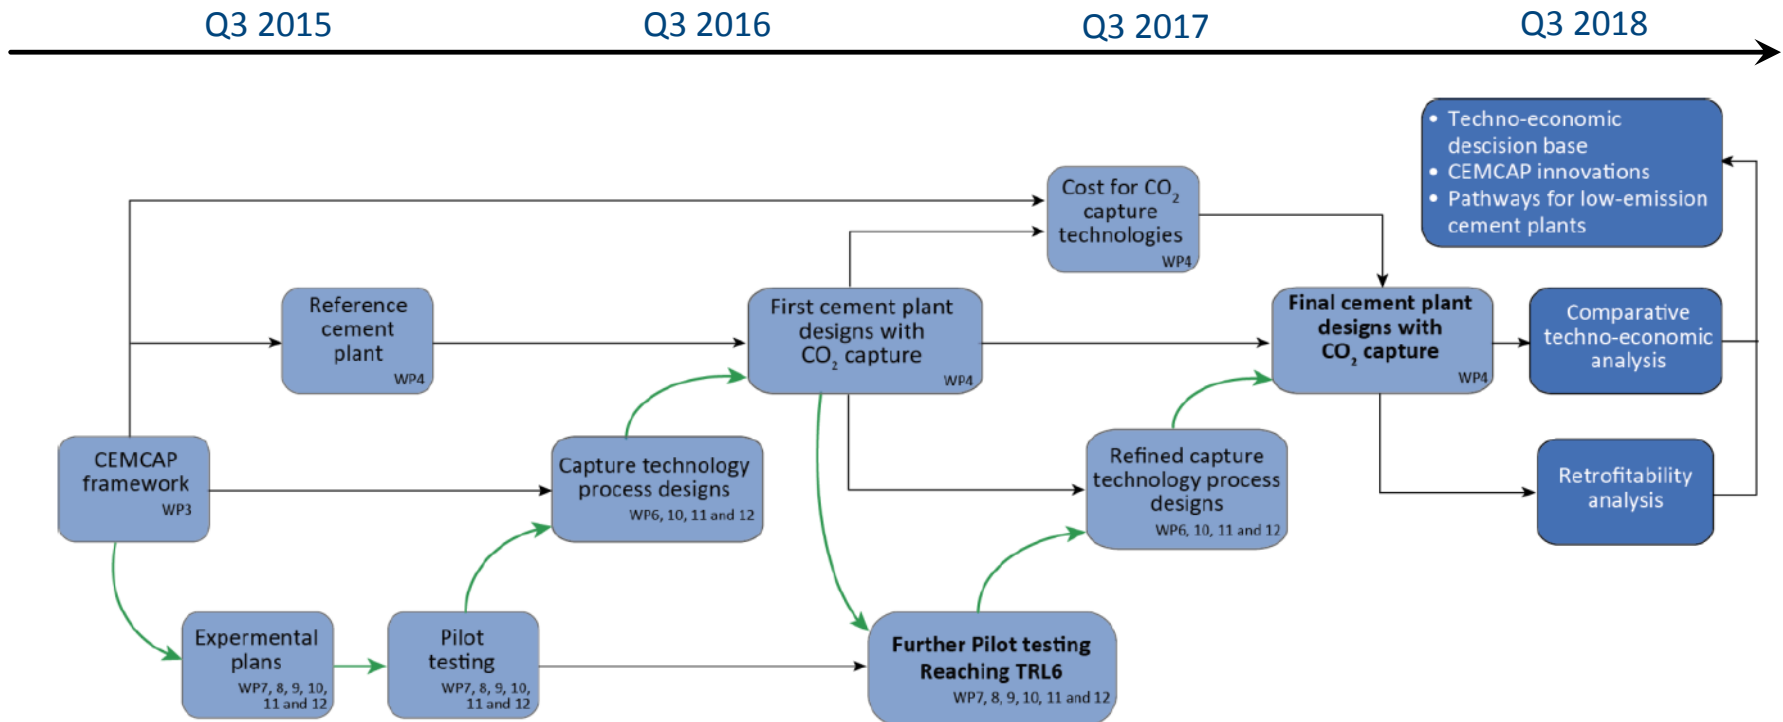 Q3 2015
Q3 2016
Q3 2017
Q3 2018
• Techno-economic
descision base
• CEMCAP innovations
• Pathways for low-emission
cement plants
Cost for CO₂
capture
technologies
WP4
Reference
cement
plant
WP4
First cement plant
designs with
CO₂ capture
WP4
Final cement plant
designs with
CO₂ capture
WP4
Comparative
techno-economic
analysis
CEMCAP
framework
WP3
Capture technology
process designs
WP6, 10, 11 and 12
Refined capture
technology process
designs
WP6, 10, 11 and 12
Retrofitability
analysis
Expermental
plans
WP7, 8, 9, 10,
11 and 12
Pilot
testing
WP7, 8, 9, 10,
11 and 12
Further Pilot testing
Reaching TRL6
WP7, 8, 9, 10, 11 and 12